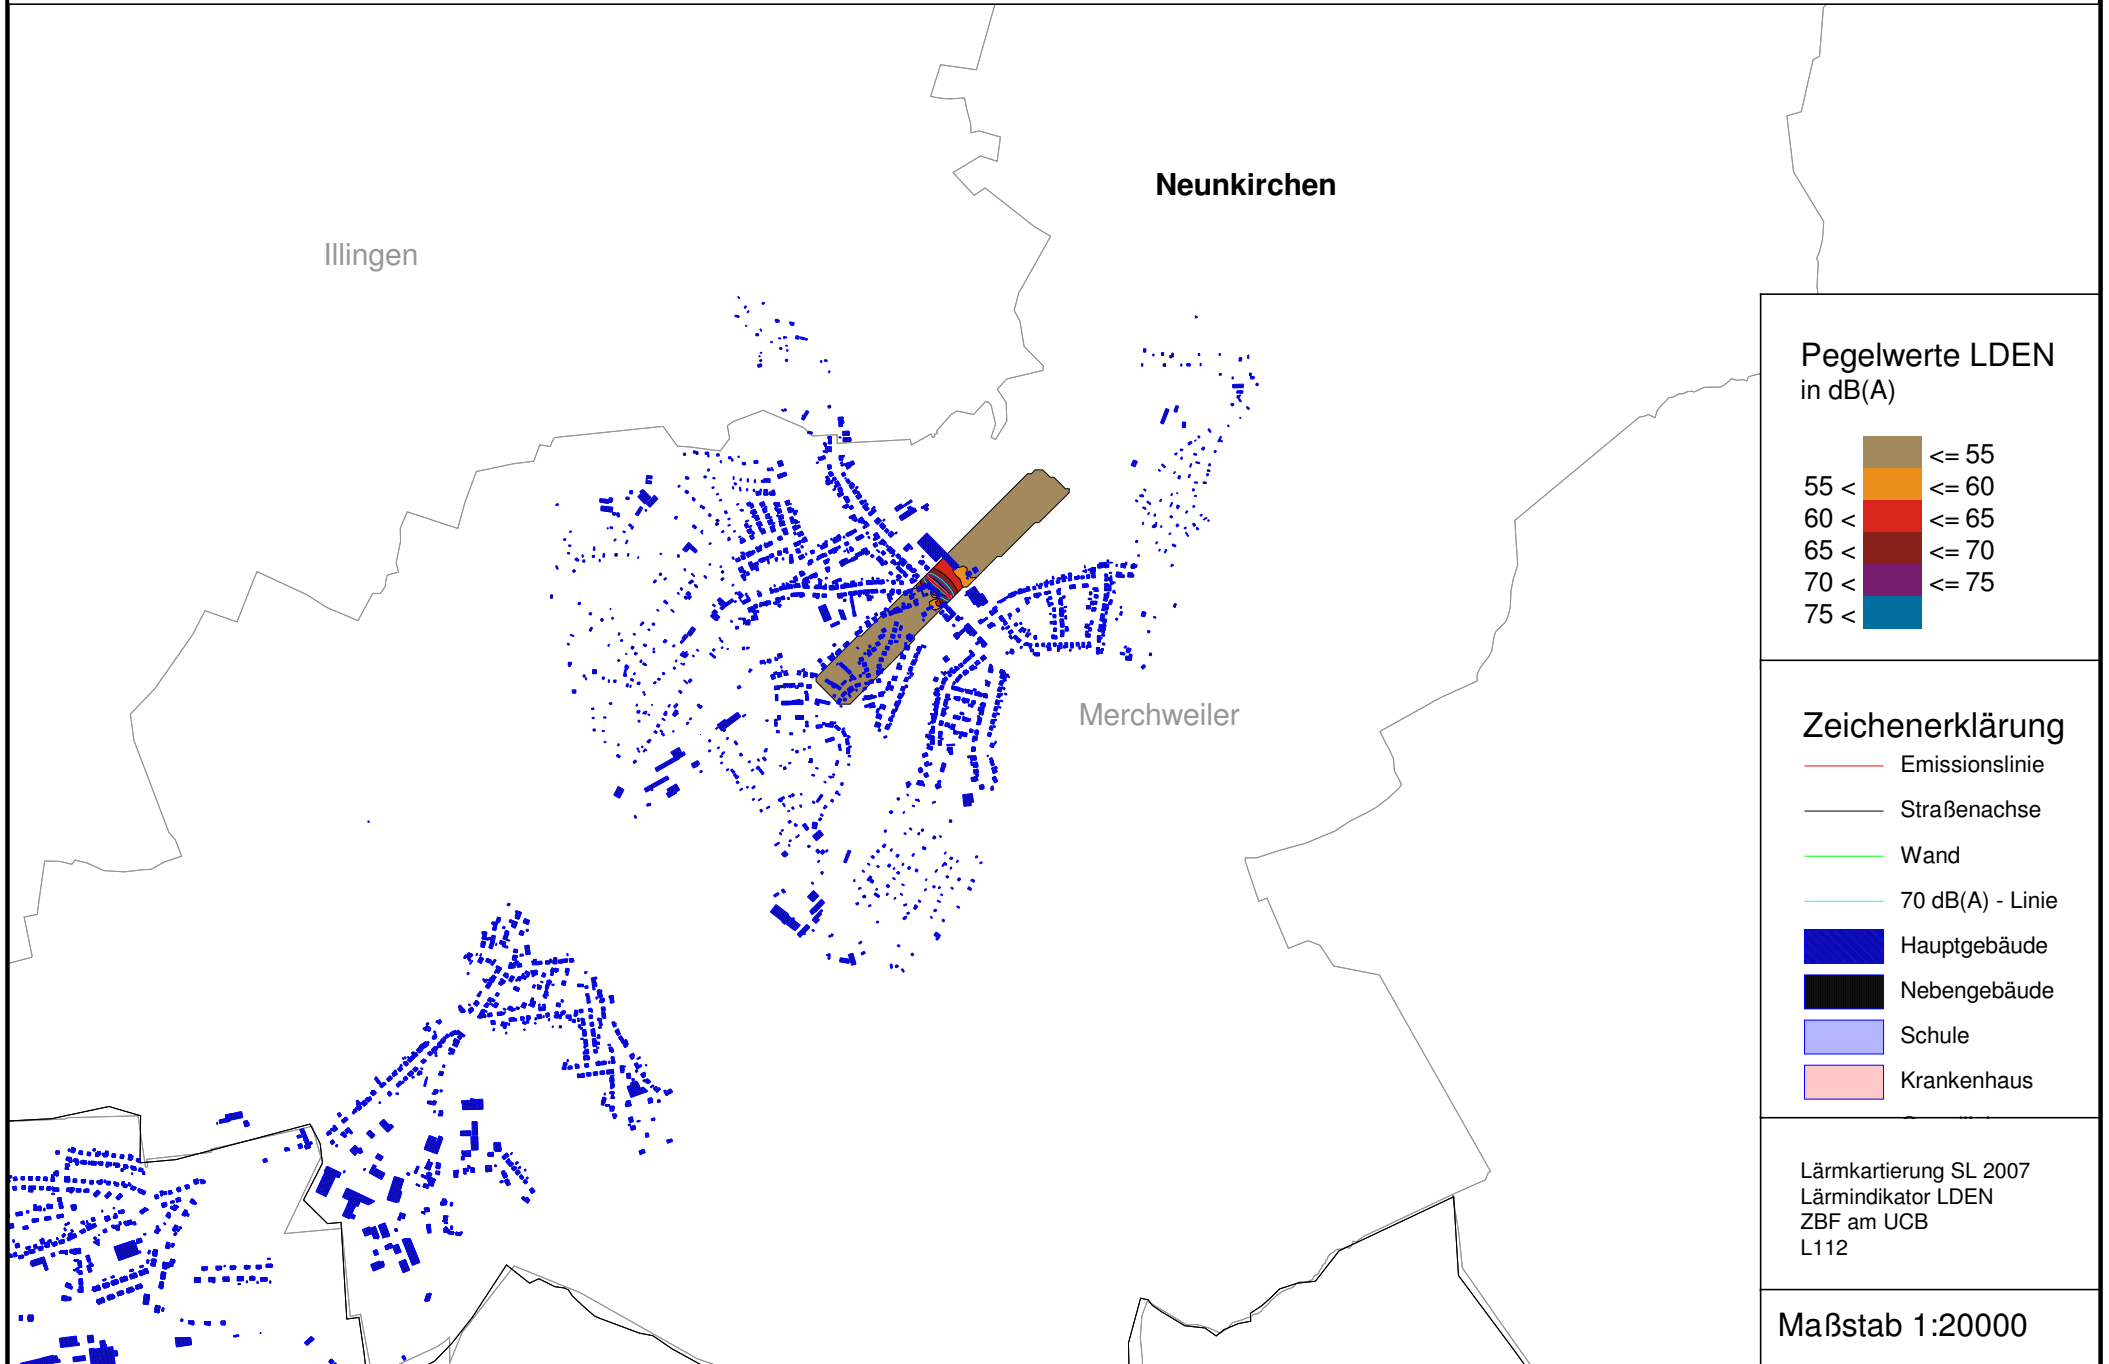 Neunkirchen
Illingen
Merchweiler
Pegelwerte LDEN
in dB(A)
<= 55
55 < <= 60
60 < <= 65
65 < <= 70
70 < <= 75
75 <
Zeichenerklärung
Emissionslinie
Straßenachse
Wand
70 dB(A) - Linie
Hauptgebäude
Nebengebäude
Schule
Krankenhaus
Lärmkartierung SL 2007
Lärmindikator LDEN
ZBF am UCB
L112
Maßstab 1:20000